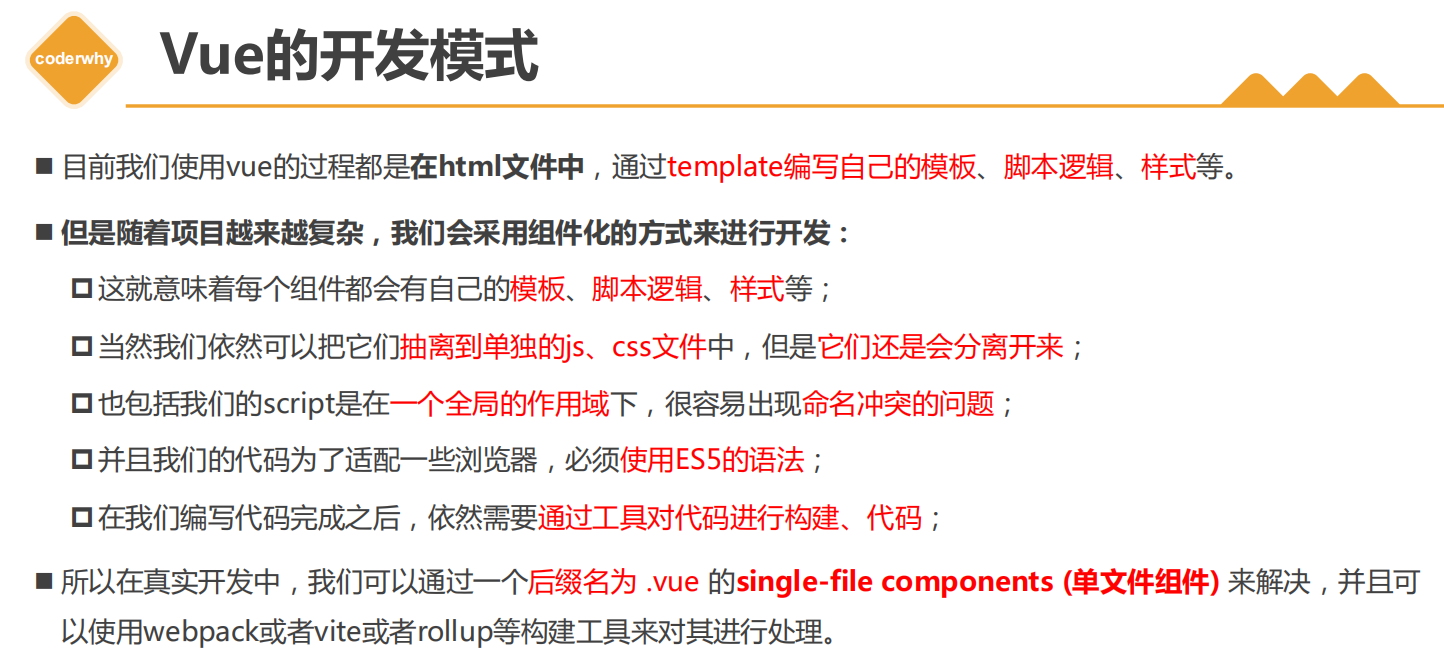 coderwhy
Vue的开发模式
目前我们使用vue的过程都是在html文件中，通过template编写自己的模板、脚本逻辑、样式等。
但是随着项目越来越复杂，我们会采用组件化的方式来进行开发：
这就意味着每个组件都会有自己的模板、脚本逻辑、样式等；
当然我们依然可以把它们抽离到单独的js、css文件中，但是它们还是会分离开来；
也包括我们的script是在一个全局的作用域下，很容易出现命名冲突的问题；
并且我们的代码为了适配一些浏览器，必须使用ES5的语法；
在我们编写代码完成之后，依然需要通过工具对代码进行构建、代码；
所以在真实开发中，我们可以通过一个后缀名为 .vue 的single-file components (单文件组件) 来解决，并且可
以使用webpack或者vite或者rollup等构建工具来对其进行处理。